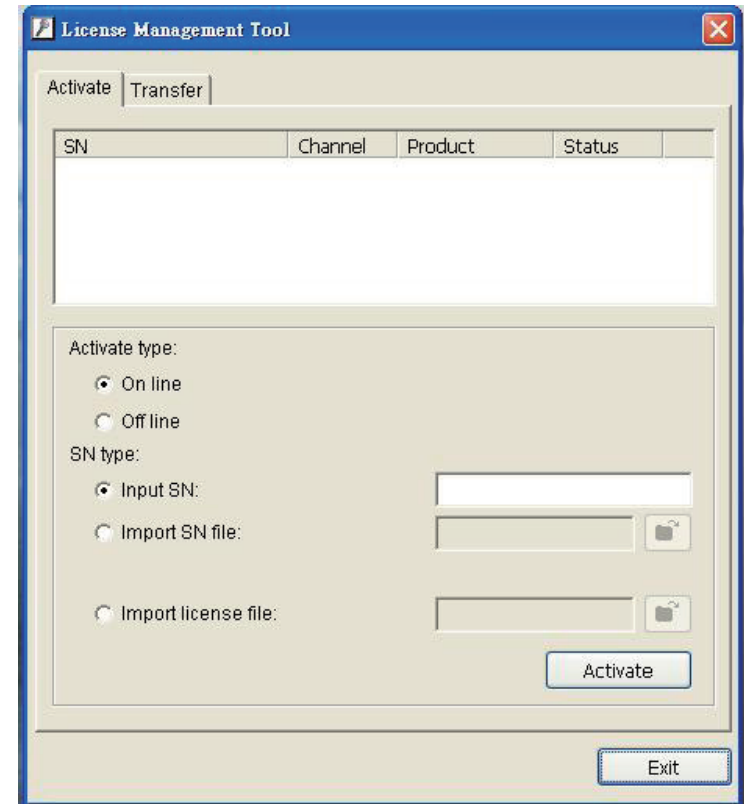 License Management Tool
Activate Transfer
SN Channel Product Status
Activate type:
On line
Off line
SN type:
Input SN:
Import SN file:
Import license file:
Activate
Exit